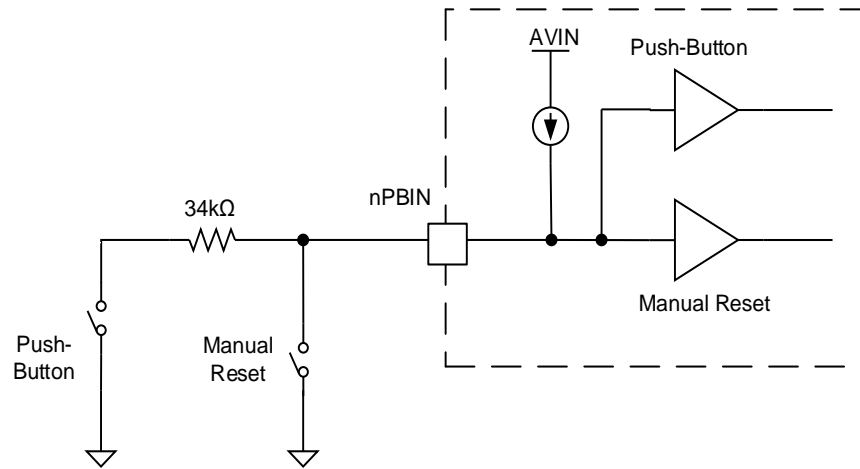 AVIN
Push-Button
34kΩ
nPBIN
Manual Reset
Push-
Button
Manual
Reset